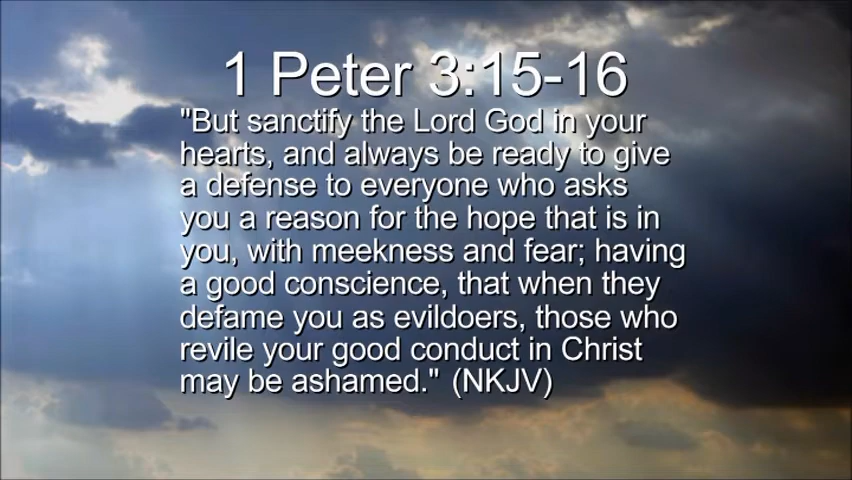 1 Peter 3:15-16
"But sanctify the Lord God in your
hearts, and always be ready to give
a defense to everyone who asks
you a reason for the hope that is in
you, with meekness and fear; having
a good conscience, that when they
defame you as evildoers, those who
revile your good conduct in Christ
may be ashamed." (NKJV)